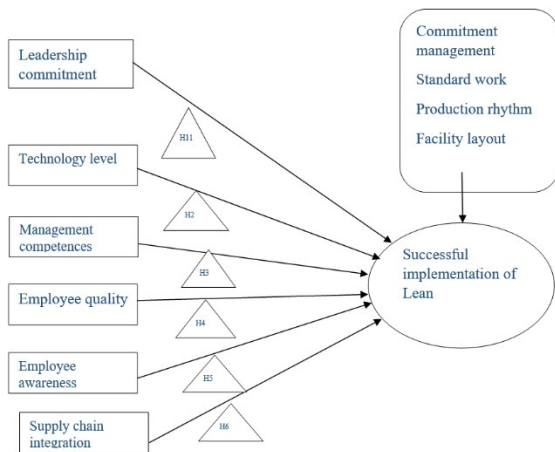 Leadership
commitment
H11
Technology level
H2
Management
competences
H3
Employee quality
H4
Employee
awareness
H5
Supply chain
integration
H6
Commitment
management
Standard work
Production rhythm
Facility layout
Successful
implementation of
Lean